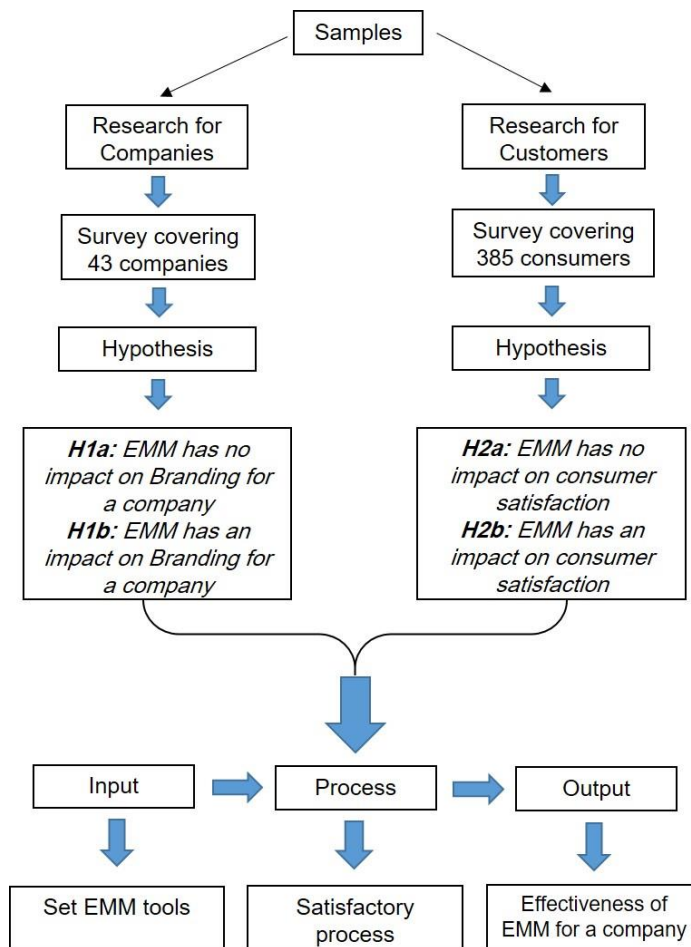 Samples
Research for
Companies
Research for
Customers
Survey covering
43 companies
Survey covering
385 consumers
Hypothesis
Hypothesis
H1a: EMM has no
impact on Branding for
a company
H1b: EMM has an
impact on Branding for
a company
H2a: EMM has no
impact on consumer
satisfaction
H2b: EMM has an
impact on consumer
satisfaction
Input
Process
Output
Set EMM tools
Satisfactory
process
Effectiveness of
EMM for a company